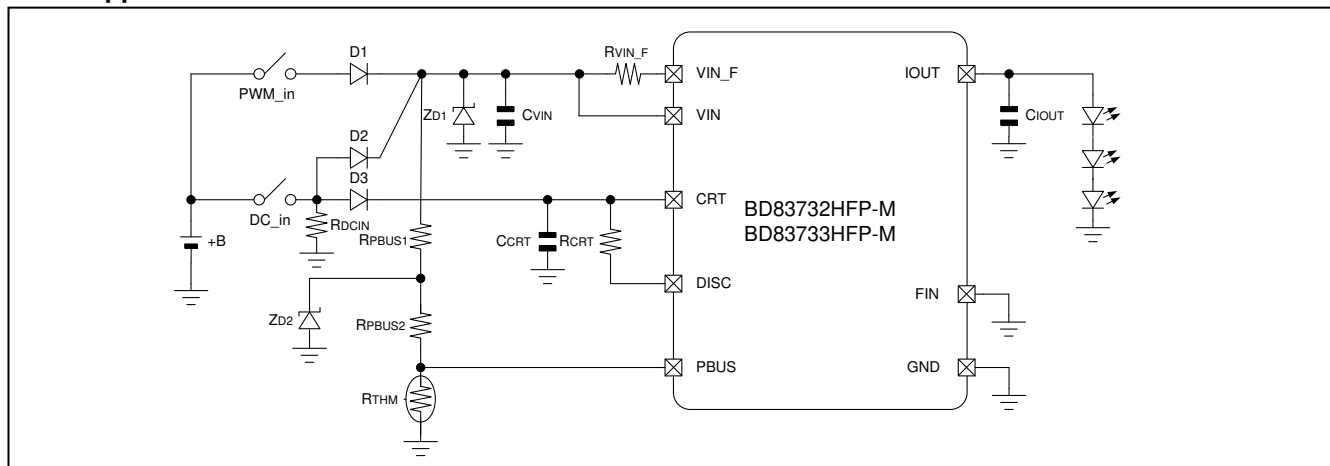 D1
PWM_in
ZD1
CVIN
RVIN_F
VIN_F
VIN
IOUT
CIOUT
D2
D3
DC_in
RDCIN
+B
RPBUS1
CCRT
RCRT
CRT
DISC
BD83732HFP-M
BD83733HFP-M
FIN
ZD2
RPBUS2
PBUS
GND
RTHM